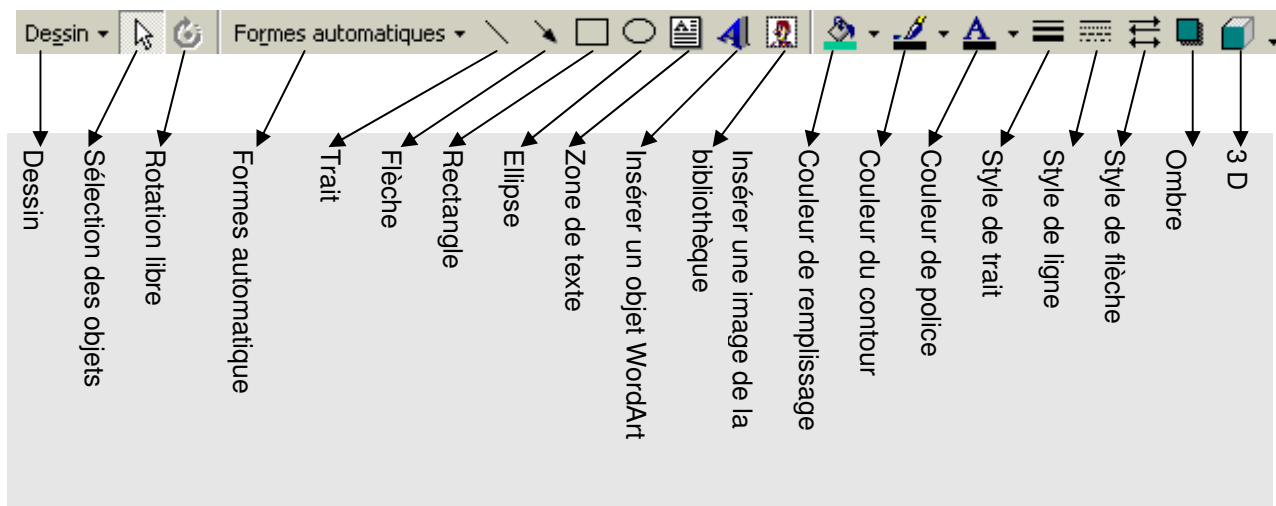 Dessin
Formes automatiques
Dessin
Sélection des objets
Rotation libre
Formes automatique
Trait
Flèche
Rectangle
Ellipse
Zone de texte
Insérer un objet WordArt
Insérer une image de la
bibliothèque
Couleur de remplissage
Couleur du contour
Couleur de police
Style de trait
Style de ligne
Style de flèche
Ombre
3 D